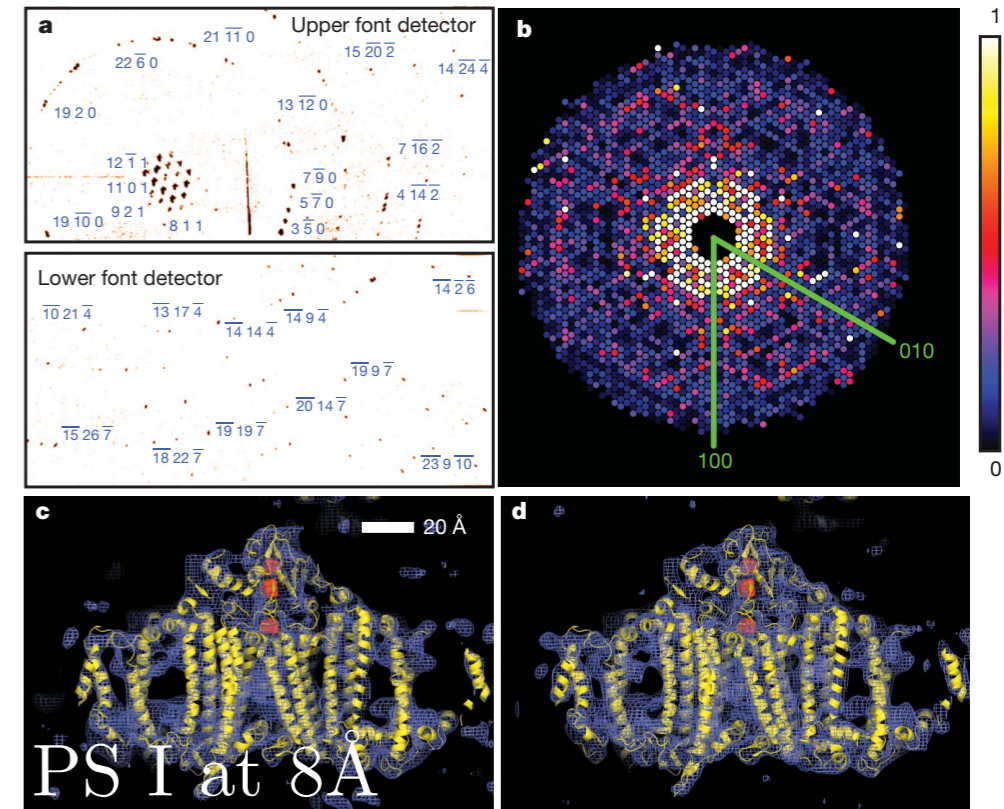 a
Upper font detector
21 1̅1̅ 0
22 6̅ 0
15 2̅0̅ 2̅
14 2̅4̅ 4̅
19 2 0
13 1̅2̅ 0
12 1̅ 1
7 1̅6̅ 2̅
11 0 1
7 9̅ 0
9 2 1
5 7̅ 0
4 1̅4̅ 2̅
19 1̅0̅ 0
8 1 1
3 5̅ 0
Lower font detector
1̅4̅ 2 6̅
1̅0̅ 21 4̅
1̅3̅ 17 4̅
1̅4̅ 9 4̅
1̅4̅ 14 4̅
1̅9̅ 9 7̅
2̅0̅ 14 7̅
1̅5̅ 26 7̅
1̅9̅ 19 7̅
1̅8̅ 22 7̅
2̅3̅ 9 1̅0̅
b
1
010
100
0
c
20 Å
PS I at 8Å
d